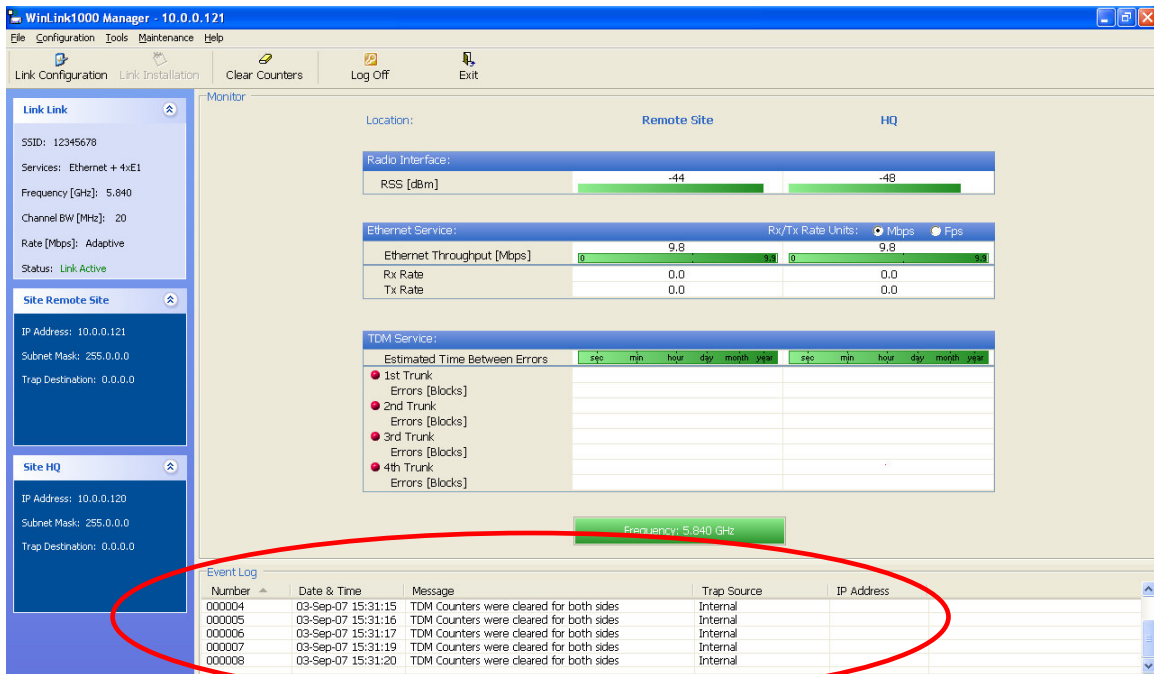 WinLink1000 Manager - 10.0.0.121
File Configuration Tools Maintenance Help
Link Configuration Link Installation Clear Counters Log Off Exit
Link Link
SSID: 12345678
Services: Ethernet + 4xE1
Frequency [GHz]: 5.840
Channel BW [MHz]: 20
Rate [Mbps]: Adaptive
Status: Link Active
Site Remote Site
IP Address: 10.0.0.121
Subnet Mask: 255.0.0.0
Trap Destination: 0.0.0.0
Site HQ
IP Address: 10.0.0.120
Subnet Mask: 255.0.0.0
Trap Destination: 0.0.0.0
Monitor
Location: Remote Site HQ
Radio Interface:
RSS [dBm] -44 -48
Ethernet Service: Rx/Tx Rate Units: Mbps Fps
Ethernet Throughput [Mbps] 9.8 9.8
0 9.9 0 9.9
Rx Rate 0.0 0.0
Tx Rate 0.0 0.0
TDM Service:
Estimated Time Between Errors sec min hour day month year sec min hour day month year
1st Trunk
Errors [Blocks]
2nd Trunk
Errors [Blocks]
3rd Trunk
Errors [Blocks]
4th Trunk
Errors [Blocks]
Frequency: 5.840 GHz
Event Log
Number Date & Time Message Trap Source IP Address
000004 03-Sep-07 15:31:15 TDM Counters were cleared for both sides Internal
000005 03-Sep-07 15:31:16 TDM Counters were cleared for both sides Internal
000006 03-Sep-07 15:31:17 TDM Counters were cleared for both sides Internal
000007 03-Sep-07 15:31:19 TDM Counters were cleared for both sides Internal
000008 03-Sep-07 15:31:20 TDM Counters were cleared for both sides Internal